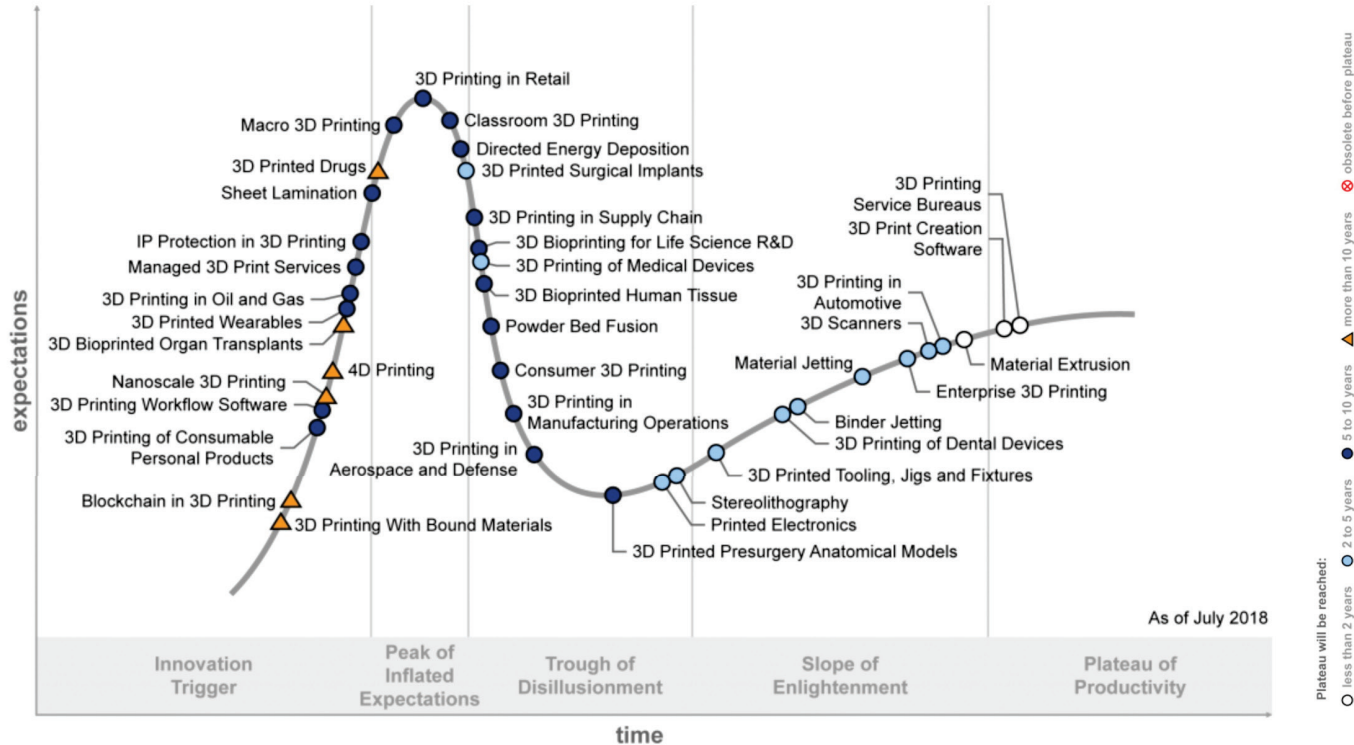 3D Printing in Retail
Macro 3D Printing
Classroom 3D Printing
Directed Energy Deposition
3D Printed Drugs
3D Printed Surgical Implants
Sheet Lamination
3D Printing in Supply Chain
IP Protection in 3D Printing
3D Bioprinting for Life Science R&D
Managed 3D Print Services
3D Printing of Medical Devices
3D Printing in Oil and Gas
3D Bioprinted Human Tissue
3D Printed Wearables
Powder Bed Fusion
3D Bioprinted Organ Transplants
4D Printing
Consumer 3D Printing
Nanoscale 3D Printing
3D Printing Workflow Software
3D Printing in
Manufacturing Operations
3D Printing of Consumable
Personal Products
3D Printing in
Aerospace and Defense
Blockchain in 3D Printing
3D Printing With Bound Materials
3D Printed Presurgery Anatomical Models
Printed Electronics
Stereolithography
3D Printed Tooling, Jigs and Fixtures
3D Printing of Dental Devices
Binder Jetting
Material Jetting
Enterprise 3D Printing
3D Scanners
3D Printing in
Automotive
Material Extrusion
3D Print Creation
Software
3D Printing
Service Bureaus
As of July 2018
expectations
Innovation
Trigger
Peak of
Inflated
Expectations
Trough of
Disillusionment
Slope of
Enlightenment
Plateau of
Productivity
time
Plateau will be reached:
less than 2 years
2 to 5 years
5 to 10 years
more than 10 years
obsolete before plateau